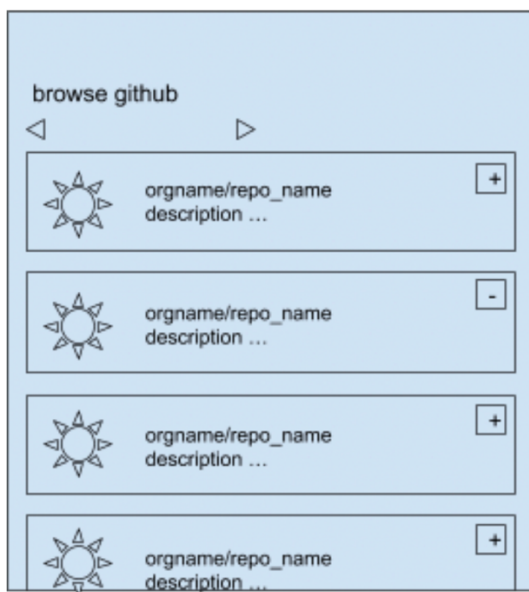 browse github
orgname/repo_name
description ...
+
orgname/repo_name
description ...
-
orgname/repo_name
description ...
+
orgname/repo_name
description ...
+